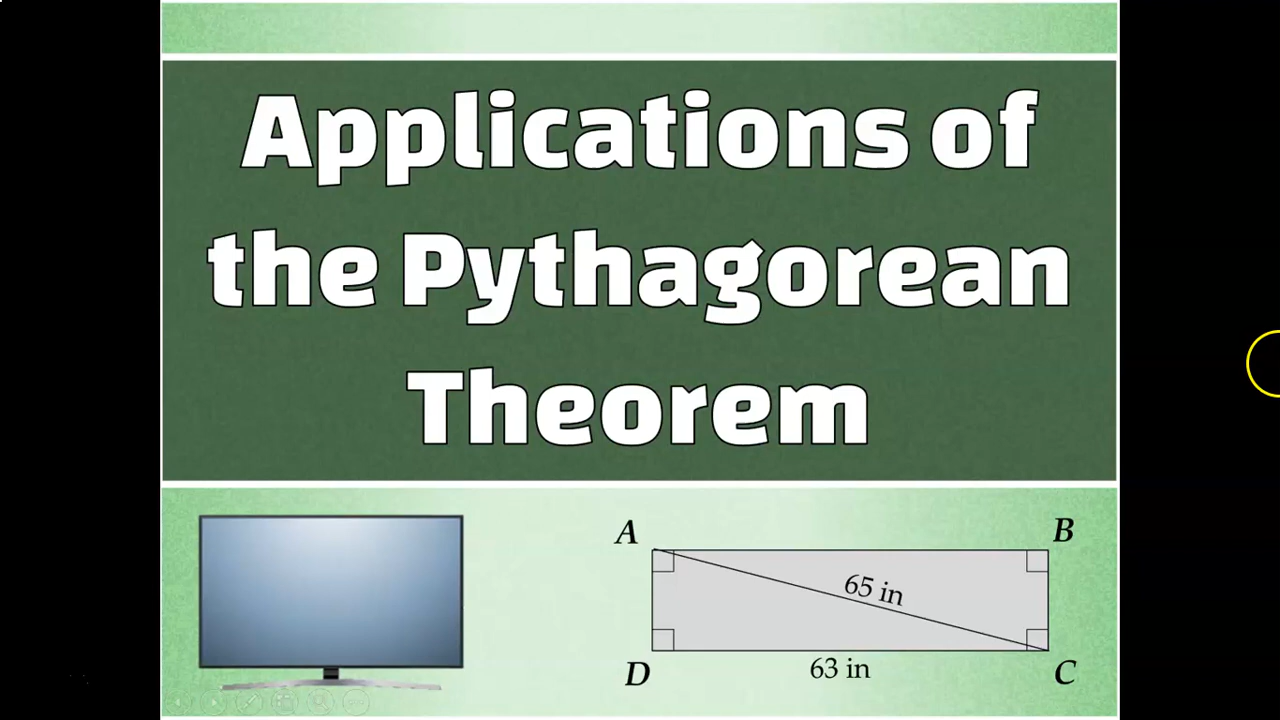 Applications of
the Pythagorean
Theorem
A
B
65 in
D
63 in
C